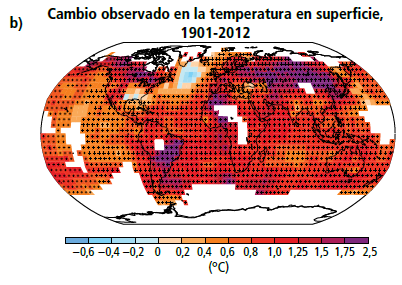 b)
Cambio observado en la temperatura en superficie,
1901-2012
–0,6 –0,4 –0,2 0 0,2 0,4 0,6 0,8 1,0 1,25 1,5 1,75 2,5
(ºC)